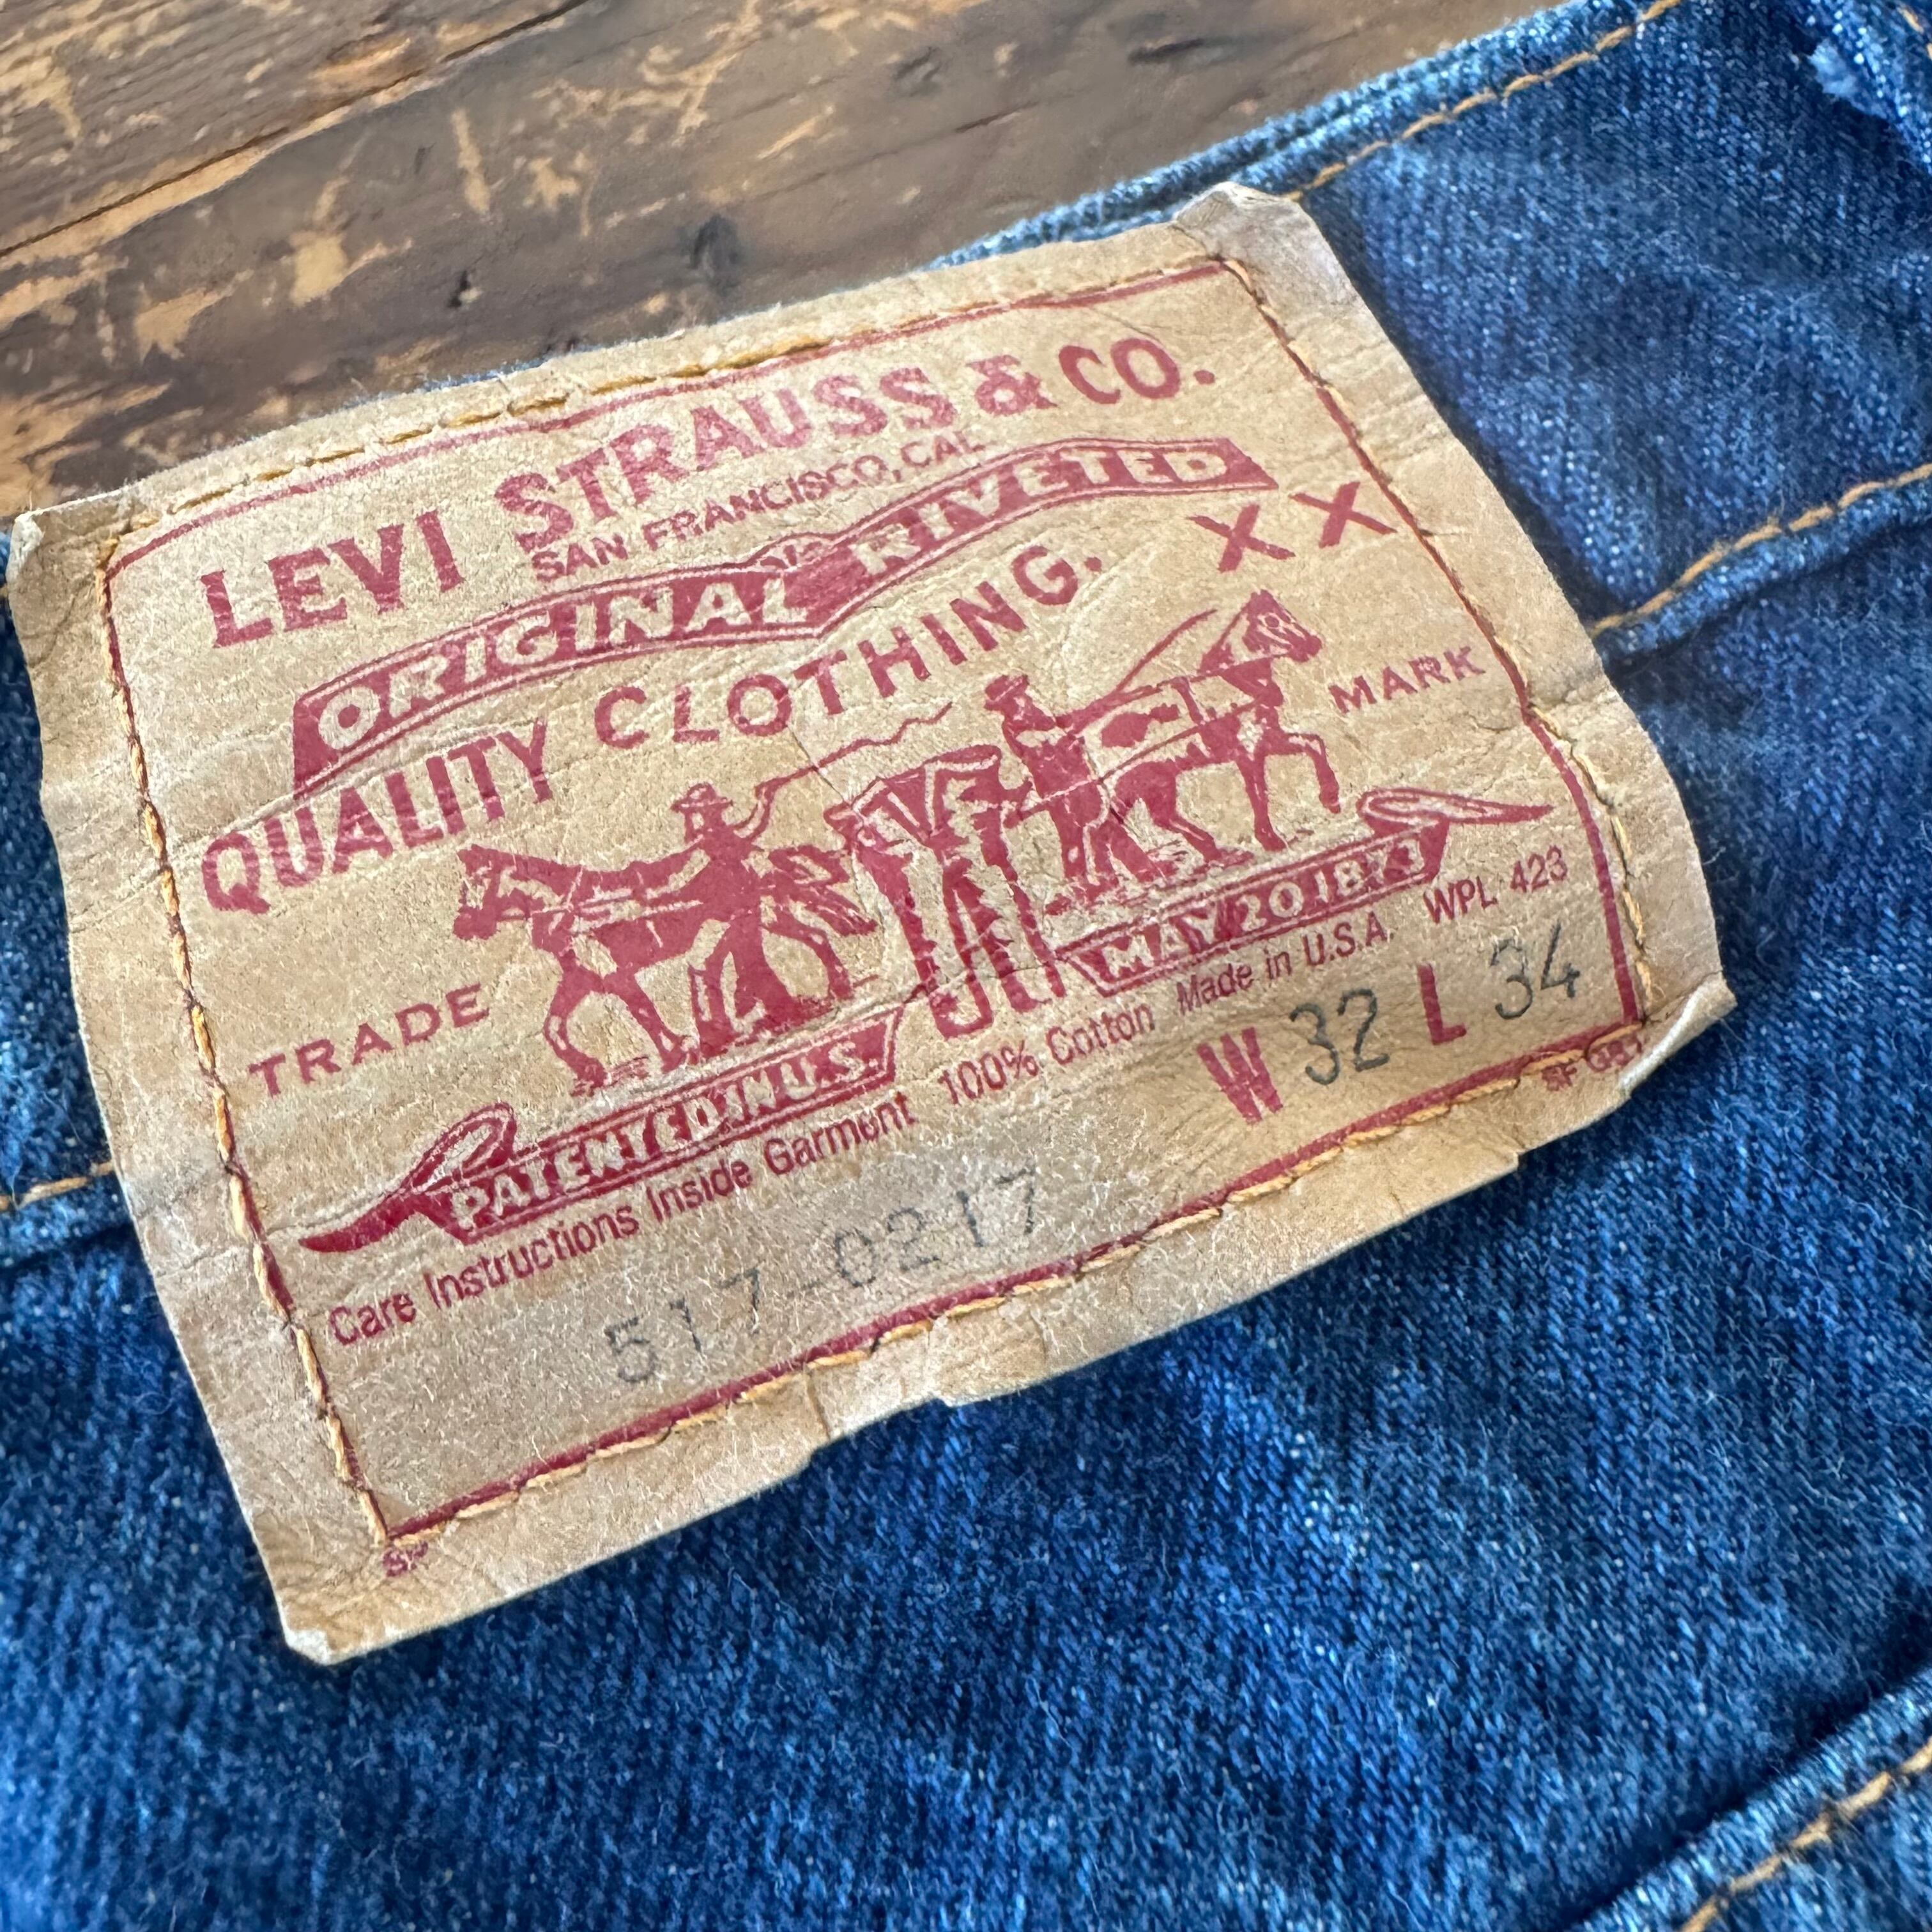 LEVI STRAUSS & CO.
SAN FRANCISCO, CAL.
ORIGINAL RIVETED
QUALITY CLOTHING.
XX
TRADE MARK
PATENTED IN U.S. MAY 20 1873
Care Instructions Inside Garment 100% Cotton Made in U.S.A. WPL 423
W 32 L 34
517-0217